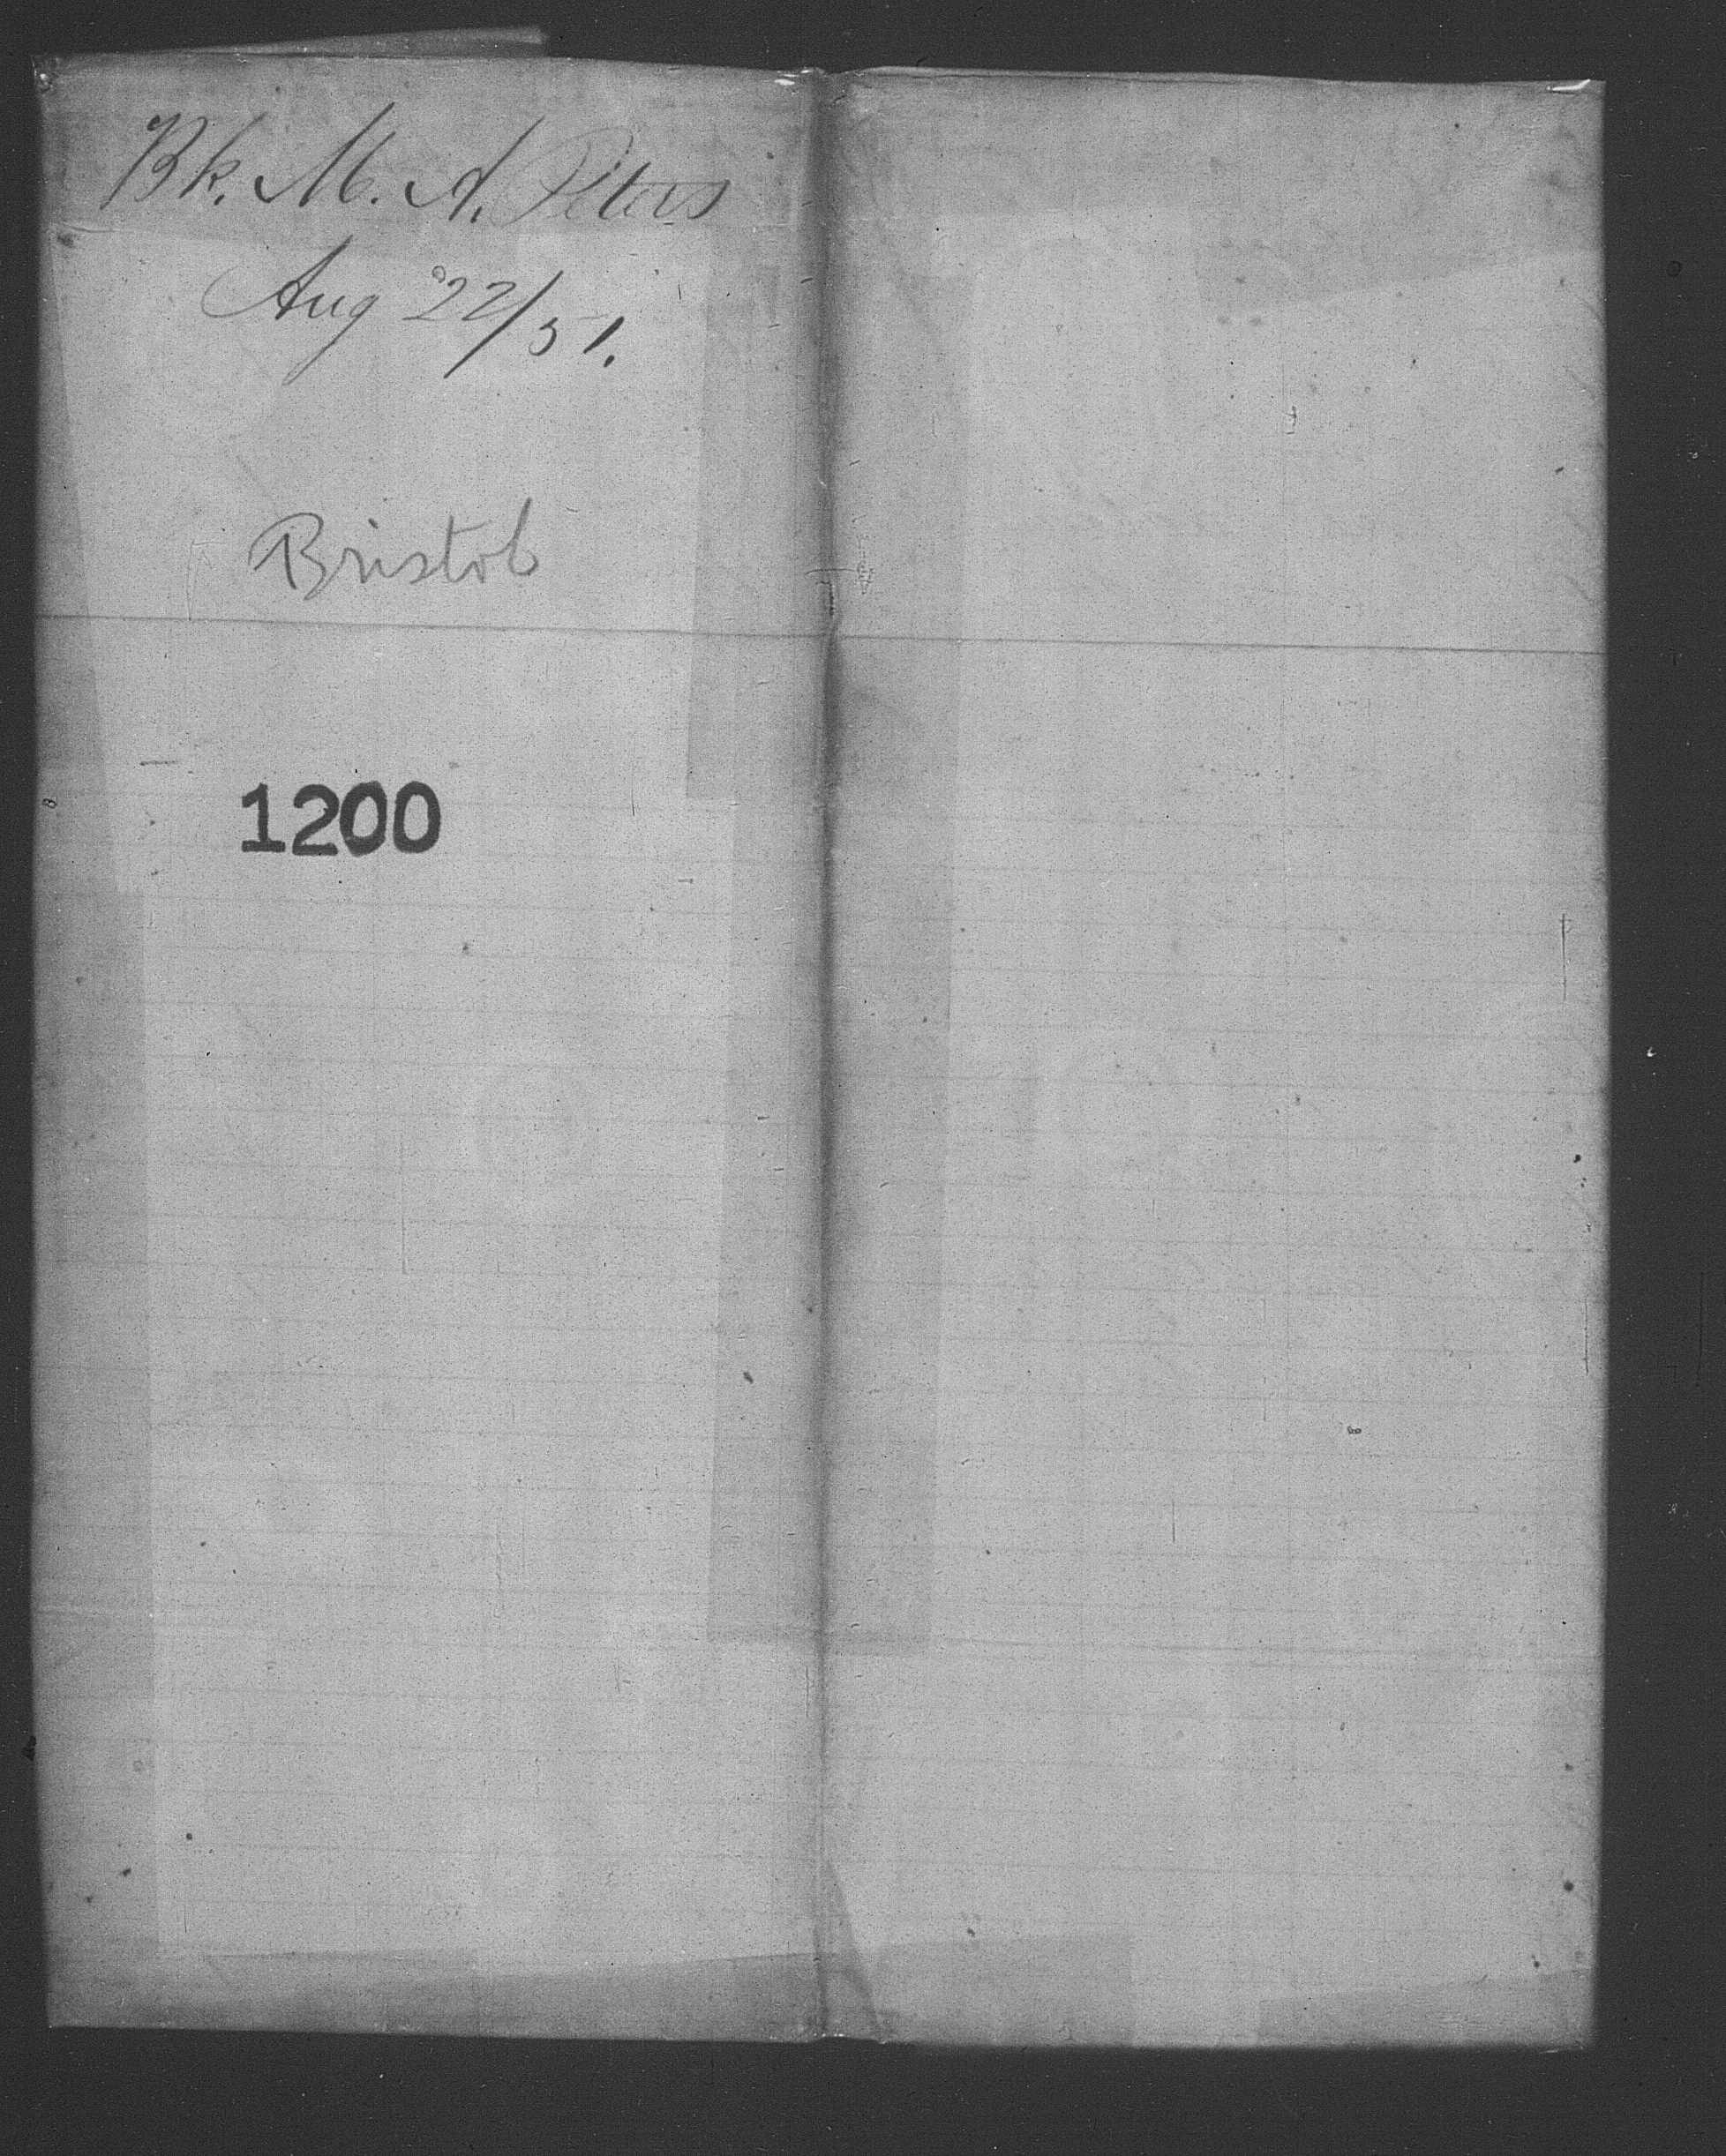 Bk. M. A. Peters
Aug 22/51.
Bristol
1200